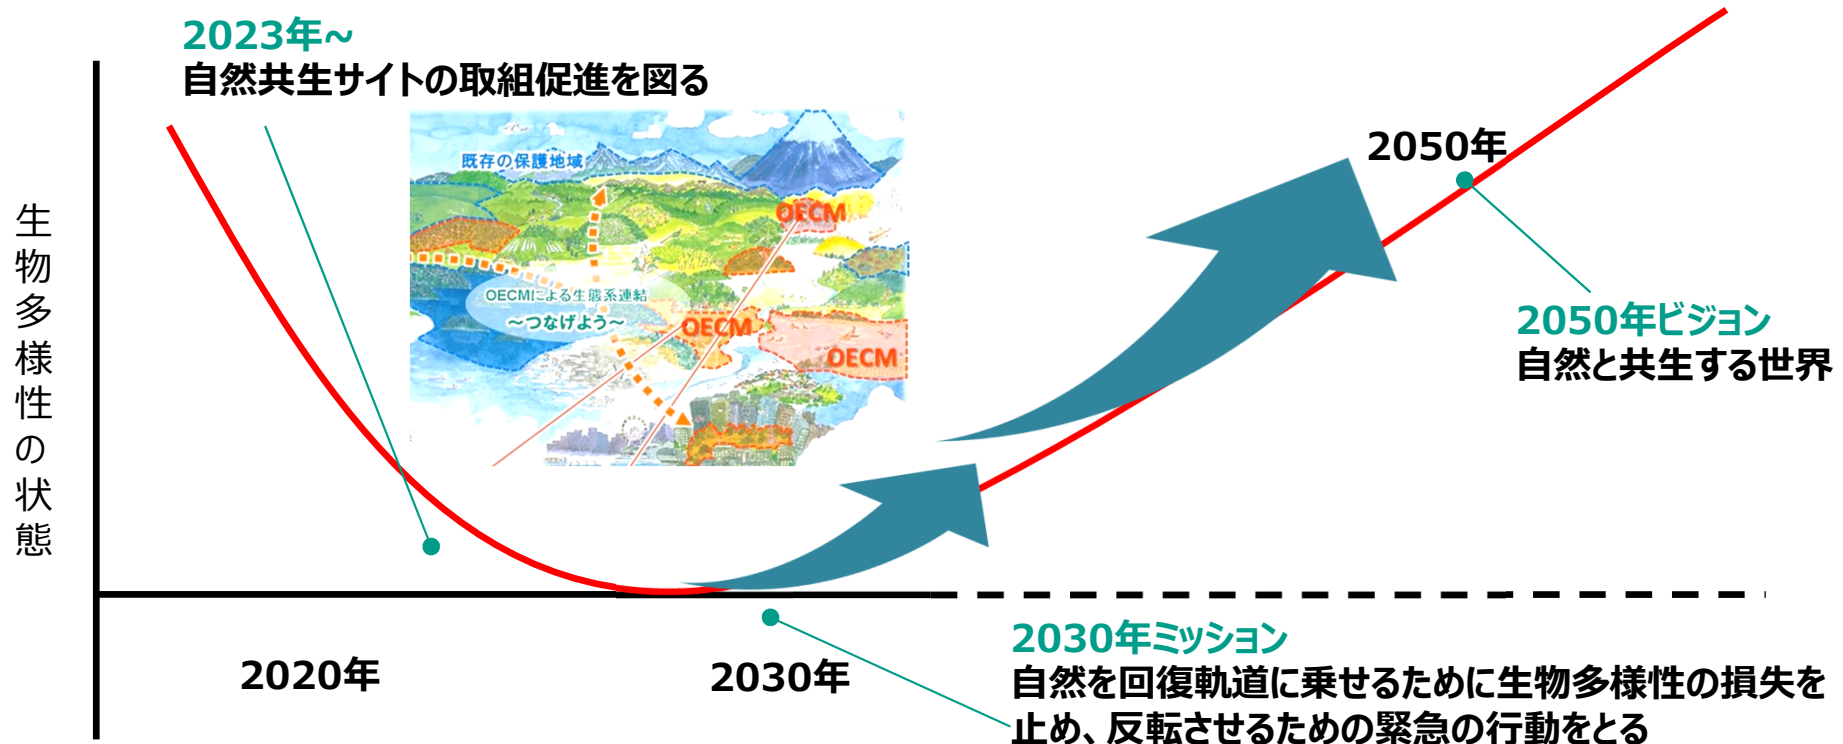 2023年~
自然共生サイトの取組促進を図る
既存の保護地域
OECM
OECMによる生態系連結
～つなげよう～
OECM
OECM
生物多様性の状態
2050年
2050年ビジョン
自然と共生する世界
2020年
2030年
2030年ミッション
自然を回復軌道に乗せるために生物多様性の損失を
止め、反転させるための緊急の行動をとる